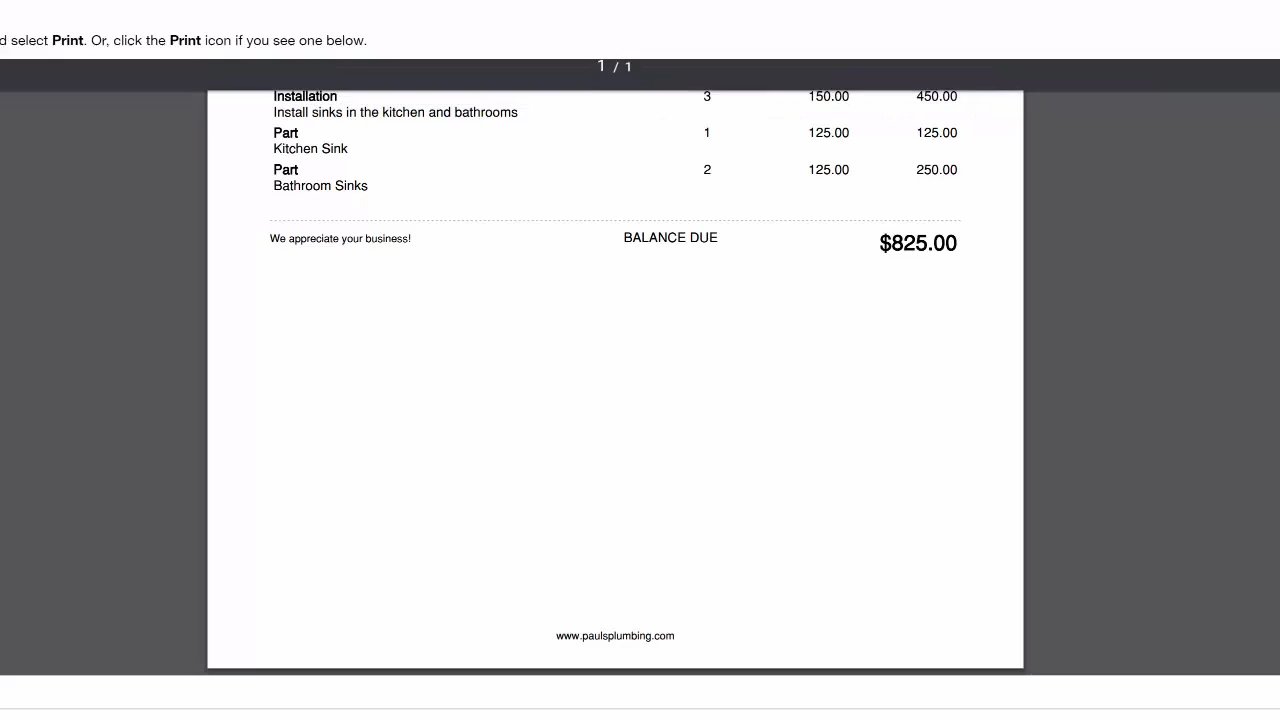 d select Print. Or, click the Print icon if you see one below.
1 / 1
Installation 3 150.00 450.00
Install sinks in the kitchen and bathrooms
Part 1 125.00 125.00
Kitchen Sink
Part 2 125.00 250.00
Bathroom Sinks
We appreciate your business! BALANCE DUE $825.00
www.paulsplumbing.com